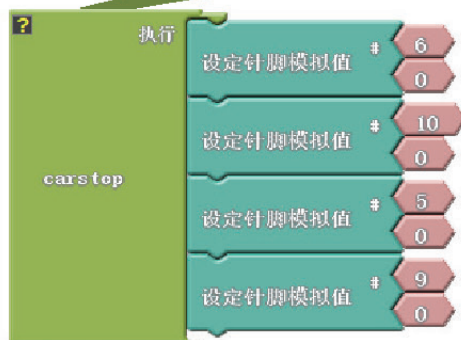 ?
执行
设定针脚模拟值 # 6
0
设定针脚模拟值 # 10
0
carstop
设定针脚模拟值 # 5
0
设定针脚模拟值 # 9
0